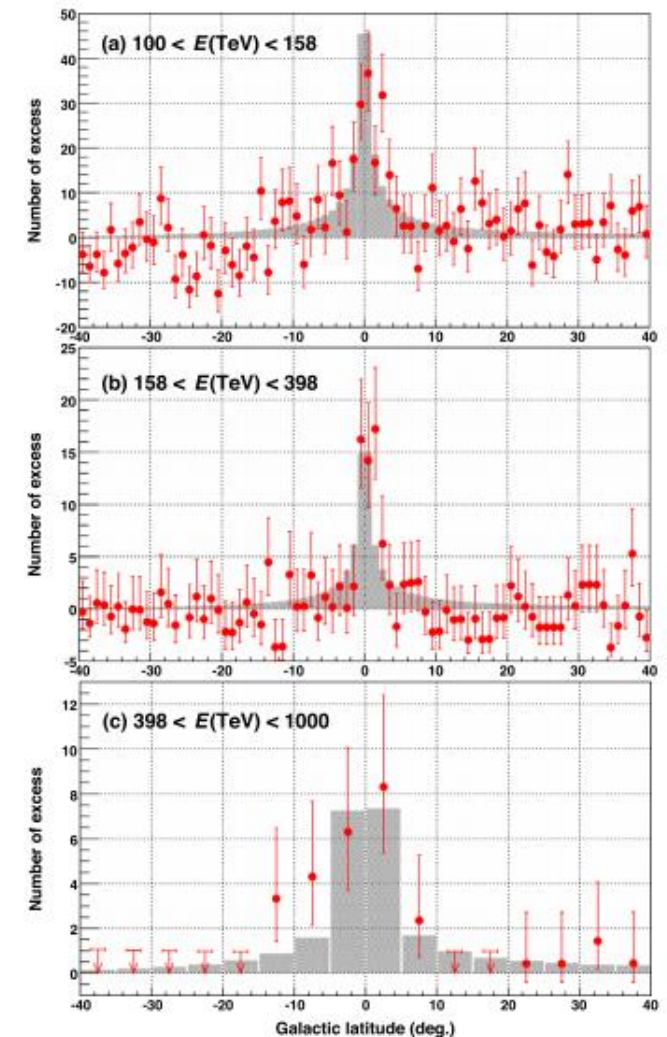 50
(a) 100 < E(TeV) < 158
40
30
20
10
0
-10
-20
Number of excess
-40 -30 -20 -10 0 10 20 30 40
25
(b) 158 < E(TeV) < 398
20
15
10
5
0
-5
Number of excess
-40 -30 -20 -10 0 10 20 30 40
12
(c) 398 < E(TeV) < 1000
10
8
6
4
2
0
Number of excess
-40 -30 -20 -10 0 10 20 30 40
Galactic latitude (deg.)